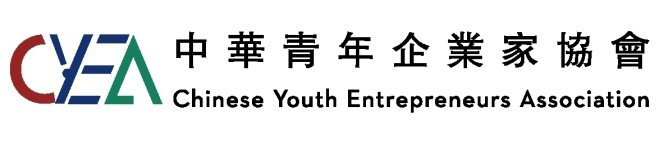 CYEA
中華青年企業家協會
Chinese Youth Entrepreneurs Association